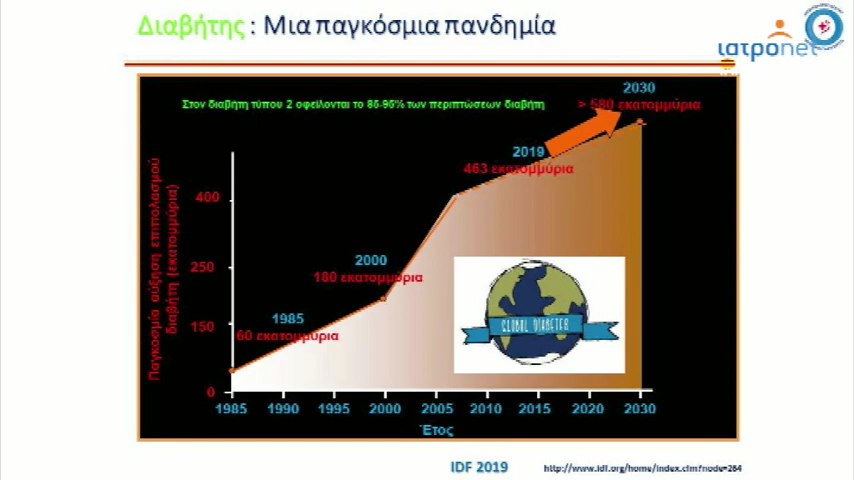 Διαβήτης : Μια παγκόσμια πανδημία
ιατρονet
Στον διαβήτη τύπου 2 οφείλονται το 85-95% των περιπτώσεων διαβήτη
2030
> 580 εκατομμύρια
2019
463 εκατομμύρια
2000
180 εκατομμύρια
1985
60 εκατομμύρια
Παγκοσμία αύξηση επιπολασμού
διαβήτη (εκατομμύρια)
400
250
150
0
GLOBAL DIABETES
1985 1990 1995 2000 2005 2010 2015 2020 2030
Έτος
IDF 2019
http://www.idf.org/home/index.cfm?node=264